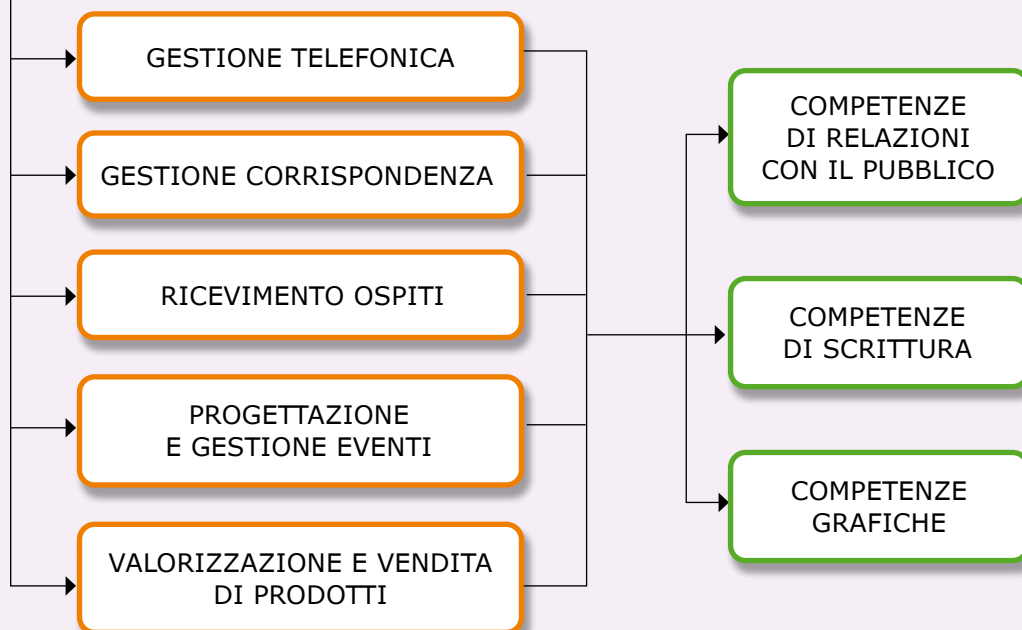 GESTIONE TELEFONICA
GESTIONE CORRISPONDENZA
RICEVIMENTO OSPITI
PROGETTAZIONE
E GESTIONE EVENTI
VALORIZZAZIONE E VENDITA
DI PRODOTTI
COMPETENZE
DI RELAZIONI
CON IL PUBBLICO
COMPETENZE
DI SCRITTURA
COMPETENZE
GRAFICHE